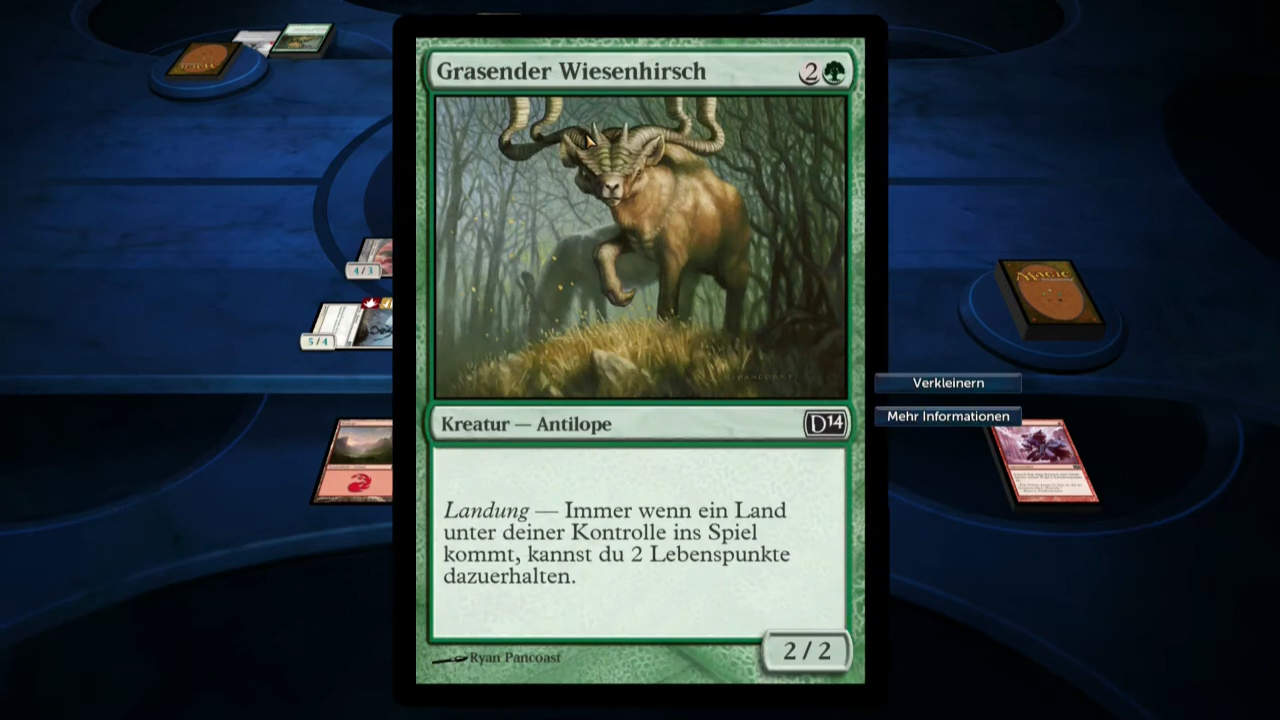 Grasender Wiesenhirsch 2
Kreatur — Antilope D14
Landung — Immer wenn ein Land
unter deiner Kontrolle ins Spiel
kommt, kannst du 2 Lebenspunkte
dazuerhalten.
2 / 2
Ryan Pancoast
4 / 3
5 / 4
MAGIC
Verkleinern
Mehr Informationen